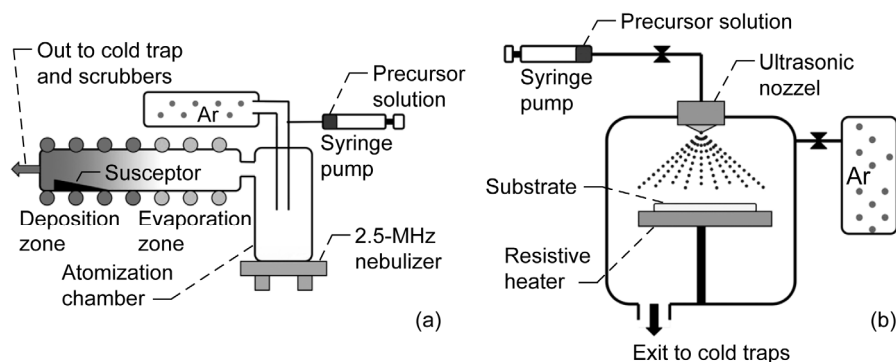 Out to cold trap
and scrubbers
Ar
Precursor
solution
Syringe
pump
Susceptor
Deposition
zone
Evaporation
zone
Atomization
chamber
2.5-MHz
nebulizer
(a)
Precursor solution
Syringe
pump
Ultrasonic
nozzel
Substrate
Ar
Resistive
heater
Exit to cold traps
(b)